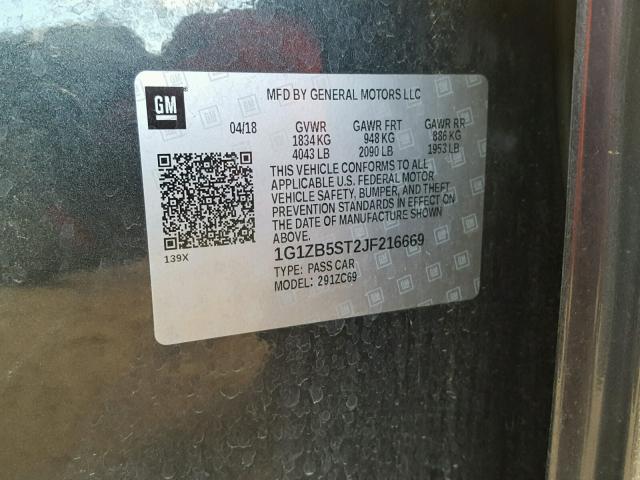 GM
MFD BY GENERAL MOTORS LLC
04/18 GVWR GAWR FRT GAWR RR
1834 KG 948 KG 886 KG
4043 LB 2090 LB 1953 LB
THIS VEHICLE CONFORMS TO ALL
APPLICABLE U.S. FEDERAL MOTOR
VEHICLE SAFETY, BUMPER, AND THEFT
PREVENTION STANDARDS IN EFFECT ON
THE DATE OF MANUFACTURE SHOWN
ABOVE.
139X
1G1ZB5ST2JF216669
TYPE: PASS CAR
MODEL: 291ZC69